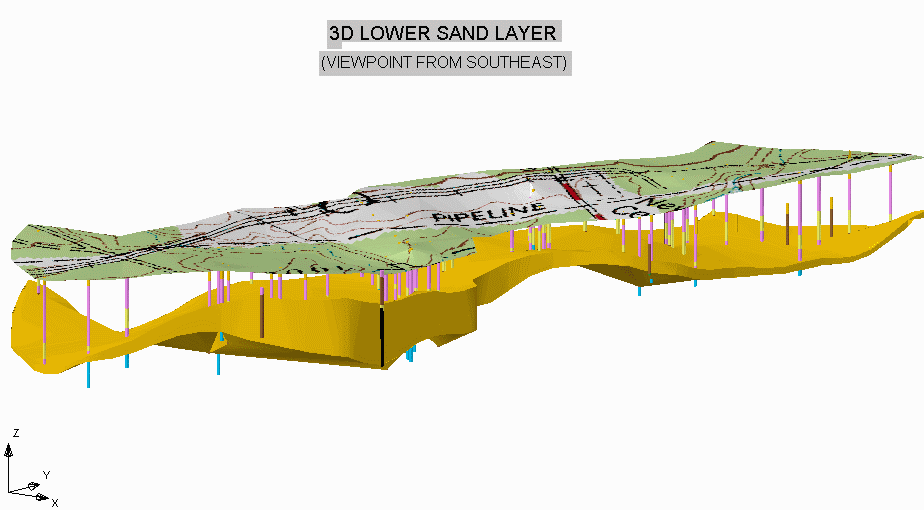 3D LOWER SAND LAYER
(VIEWPOINT FROM SOUTHEAST)
PIPELINE
Z
Y
X